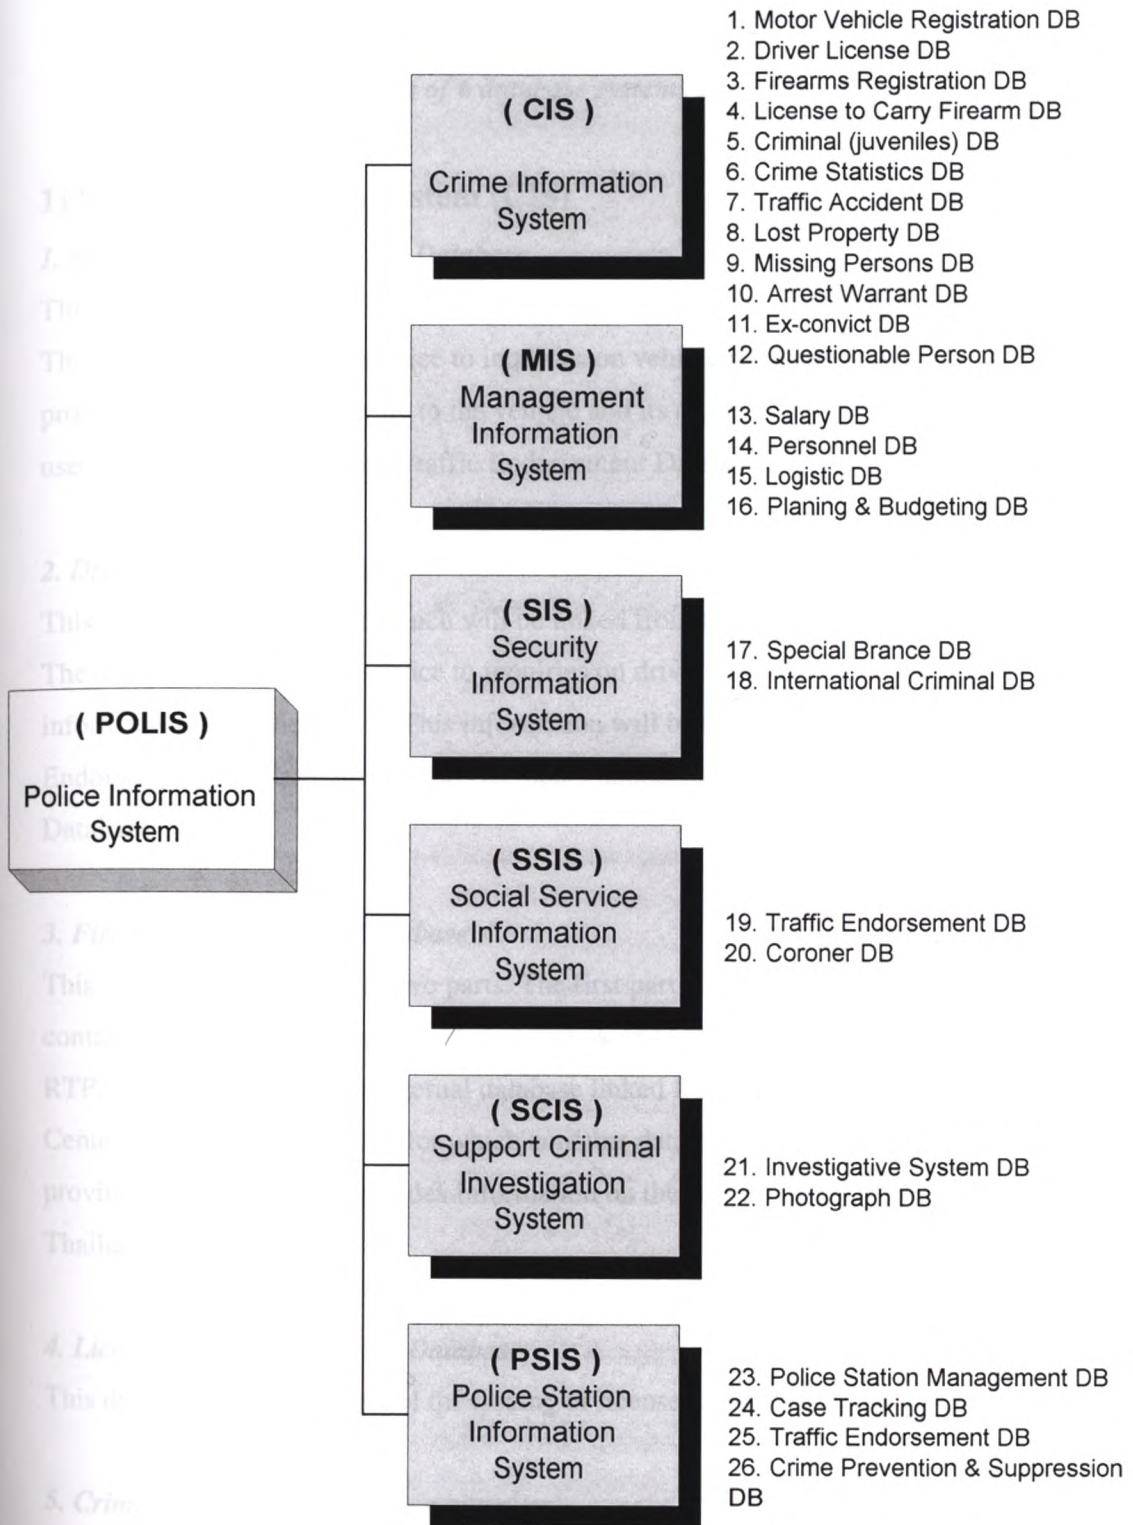 ( POLIS )
Police Information
System
( CIS )
Crime Information
System
1. Motor Vehicle Registration DB
2. Driver License DB
3. Firearms Registration DB
4. License to Carry Firearm DB
5. Criminal (juveniles) DB
6. Crime Statistics DB
7. Traffic Accident DB
8. Lost Property DB
9. Missing Persons DB
10. Arrest Warrant DB
11. Ex-convict DB
12. Questionable Person DB
( MIS )
Management
Information
System
13. Salary DB
14. Personnel DB
15. Logistic DB
16. Planing & Budgeting DB
( SIS )
Security
Information
System
17. Special Brance DB
18. International Criminal DB
( SSIS )
Social Service
Information
System
19. Traffic Endorsement DB
20. Coroner DB
( SCIS )
Support Criminal
Investigation
System
21. Investigative System DB
22. Photograph DB
( PSIS )
Police Station
Information
System
23. Police Station Management DB
24. Case Tracking DB
25. Traffic Endorsement DB
26. Crime Prevention & Suppression
DB